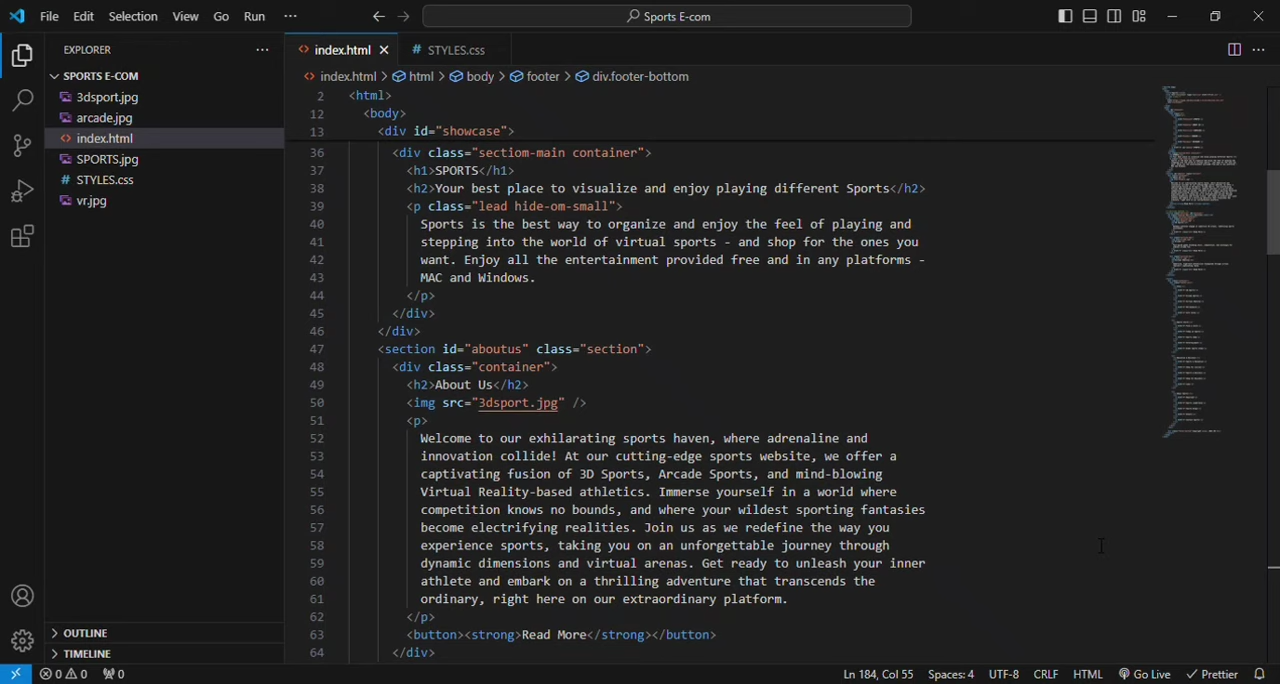 File Edit Selection View Go Run ··· Sports E-com
EXPLORER ···
index.html
# STYLES.css
SPORTS E-COM
3dsport.jpg
arcade.jpg
index.html
SPORTS.jpg
STYLES.css
vr.jpg
index.html > html > body > footer > div.footer-bottom
2 <html>
12 <body>
13 <div id="showcase">
36 <div class="sectiom-main container">
37 <h1>SPORTS</h1>
38 <h2>Your best place to visualize and enjoy playing different Sports</h2>
39 <p class="lead hide-om-small">
40 Sports is the best way to organize and enjoy the feel of playing and
41 stepping into the world of virtual sports - and shop for the ones you
42 want. Enjoy all the entertainment provided free and in any platforms -
43 MAC and Windows.
44 </p>
45 </div>
46 </div>
47 <section id="aboutus" class="section">
48 <div class="container">
49 <h2>About Us</h2>
50 <img src="3dsport.jpg" />
51 <p>
52 Welcome to our exhilarating sports haven, where adrenaline and
53 innovation collide! At our cutting-edge sports website, we offer a
54 captivating fusion of 3D Sports, Arcade Sports, and mind-blowing
55 Virtual Reality-based athletics. Immerse yourself in a world where
56 competition knows no bounds, and where your wildest sporting fantasies
57 become electrifying realities. Join us as we redefine the way you
58 experience sports, taking you on an unforgettable journey through
59 dynamic dimensions and virtual arenas. Get ready to unleash your inner
60 athlete and embark on a thrilling adventure that transcends the
61 ordinary, right here on our extraordinary platform.
62 </p>
63 <button><strong>Read More</strong></button>
64 </div>
OUTLINE
TIMELINE
0 0 0 Ln 184, Col 55 Spaces: 4 UTF-8 CRLF HTML Go Live Prettier